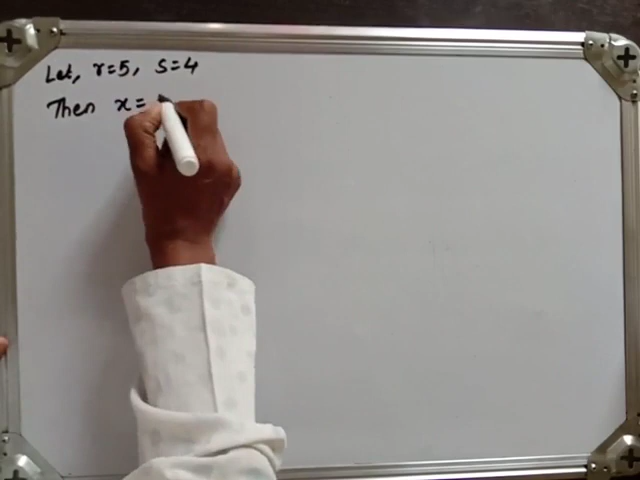 Let, r=5, s=4
Then x=